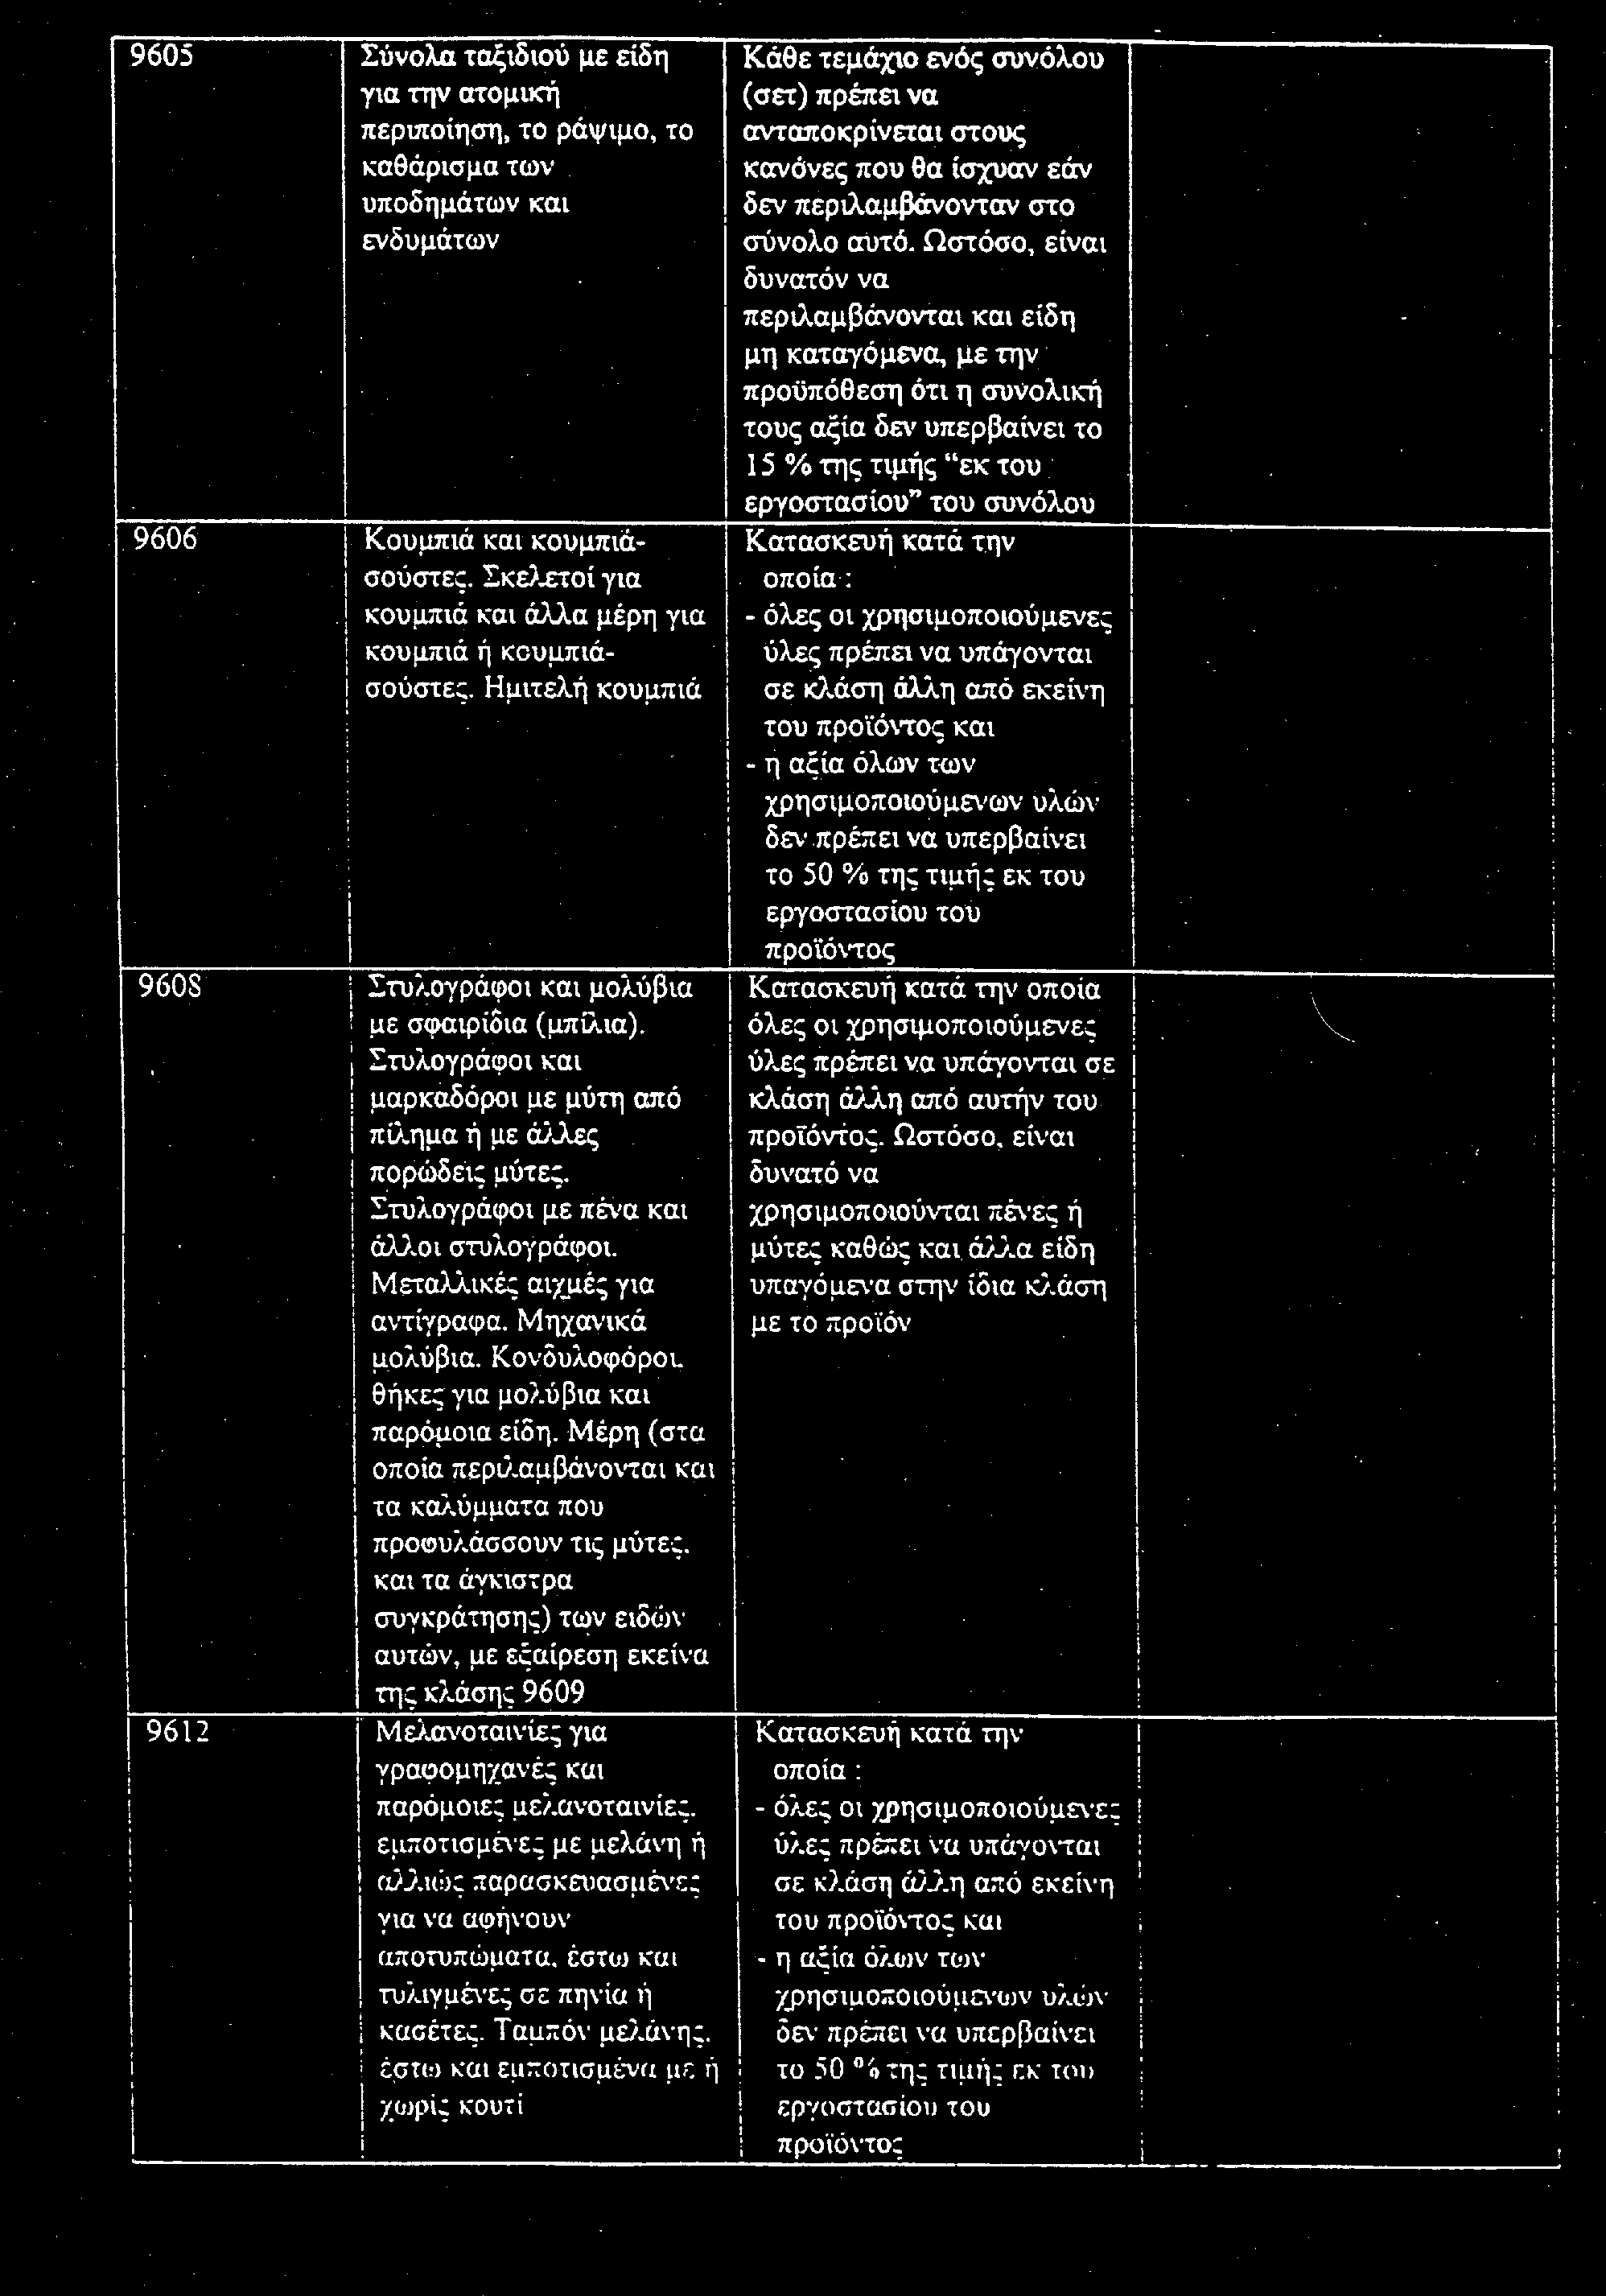 9605
Σύνολα ταξιδιού με είδη
για την ατομική
περιποίηση, το ράψιμο, το
καθάρισμα των
υποδημάτων και
ενδυμάτων
Κάθε τεμάχιο ενός συνόλου
(σετ) πρέπει να
ανταποκρίνεται στους
κανόνες που θα ίσχυαν εάν
δεν περιλαμβάνονταν στο
σύνολο αυτό. Ωστόσο, είναι
δυνατόν να
περιλαμβάνονται και είδη
μη καταγόμενα, με την
προϋπόθεση ότι η συνολική
τους αξία δεν υπερβαίνει το
15 % της τιμής “εκ του
εργοστασίου” του συνόλου
9606
Κουμπιά και κουμπιά-
σούστες. Σκελετοί για
κουμπιά και άλλα μέρη για
κουμπιά ή κουμπιά-
σούστες. Ημιτελή κουμπιά
Κατασκευή κατά την
οποία :
- όλες οι χρησιμοποιούμενες
ύλες πρέπει να υπάγονται
σε κλάση άλλη από εκείνη
του προϊόντος και
- η αξία όλων των
χρησιμοποιούμενων υλών
δεν πρέπει να υπερβαίνει
το 50 % της τιμής εκ του
εργοστασίου του
προϊόντος
9608
Στυλογράφοι και μολύβια
με σφαιρίδια (μπίλια).
Στυλογράφοι και
μαρκαδόροι με μύτη από
πίλημα ή με άλλες
πορώδεις μύτες.
Στυλογράφοι με πένα και
άλλοι στυλογράφοι.
Μεταλλικές αιχμές για
αντίγραφα. Μηχανικά
μολύβια. Κονδυλοφόροι,
θήκες για μολύβια και
παρόμοια είδη. Μέρη (στα
οποία περιλαμβάνονται και
τα καλύμματα που
προφυλάσσουν τις μύτες,
και τα άγκιστρα
συγκράτησης) των ειδών
αυτών, με εξαίρεση εκείνα
της κλάσης 9609
Κατασκευή κατά την οποία
όλες οι χρησιμοποιούμενες
ύλες πρέπει να υπάγονται σε
κλάση άλλη από αυτήν του
προϊόντος. Ωστόσο, είναι
δυνατό να
χρησιμοποιούνται πένες ή
μύτες καθώς και άλλα είδη
υπαγόμενα στην ίδια κλάση
με το προϊόν
9612
Μελανοταινίες για
γραφομηχανές και
παρόμοιες μελανοταινίες,
εμποτισμένες με μελάνη ή
αλλιώς παρασκευασμένες
για να αφήνουν
αποτυπώματα, έστω και
τυλιγμένες σε πηνία ή
κασέτες. Ταμπόν μελάνης,
έστω και εμποτισμένα με ή
χωρίς κουτί
Κατασκευή κατά την
οποία :
- όλες οι χρησιμοποιούμενες
ύλες πρέπει να υπάγονται
σε κλάση άλλη από εκείνη
του προϊόντος και
- η αξία όλων των
χρησιμοποιούμενων υλών
δεν πρέπει να υπερβαίνει
το 50 % της τιμής εκ του
εργοστασίου του
προϊόντος